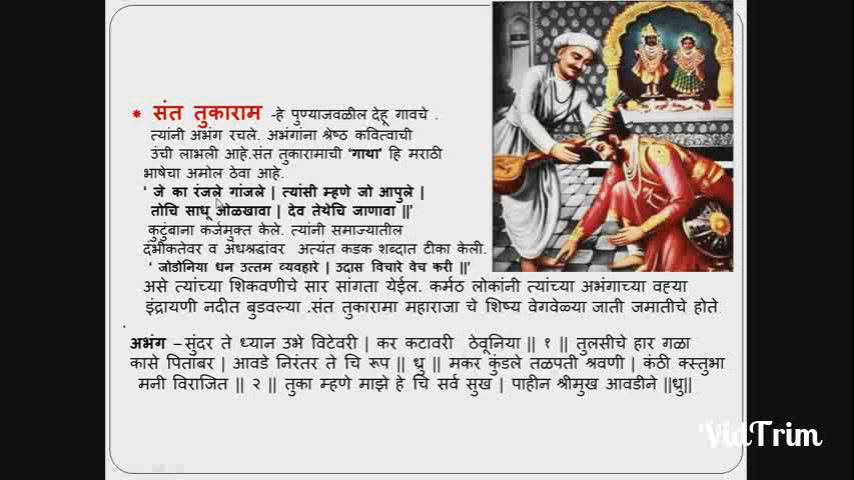 * संत तुकाराम -हे पुण्याजवळील देहू गावचे .
त्यांनी अभंग रचले. अभंगांना श्रेष्ठ कवित्वाची
उंची लाभली आहे.संत तुकारामाची 'गाथा' हि मराठी
भाषेचा अमोल ठेवा आहे.
' जे का रंजले गांजले | त्यांसी म्हणे जो आपुले |
तोचि साधू ओळखावा | देव तेथेचि जाणावा ||'
कुटुंबाना कर्जमुक्त केले. त्यांनी समाज्यातील
दंभीकतेवर व अंधश्रद्धांवर अत्यंत कडक शब्दात टीका केली.
' जोडोनिया धन उत्तम व्यवहारे | उदास विचारे वेच करी ||'
असे त्यांच्या शिकवणीचे सार सांगता येईल. कर्मठ लोकांनी त्यांच्या अभंगाच्या वह्या
इंद्रायणी नदीत बुडवल्या .संत तुकारामा महाराजा चे शिष्य वेगवेळ्या जाती जमातीचे होते
.
अभंग – सुंदर ते ध्यान उभे विटेवरी | कर कटावरी ठेवूनिया || १ || तुलसीचे हार गळा
कासे पितांबर | आवडे निरंतर ते चि रूप || धु || मकर कुंडले तळपती श्रवणी | कंठी क्स्तुभा
मनी विराजित || २ || तुका म्हणे माझे हे चि सर्व सुख | पाहीन श्रीमुख आवडीने ||धु||
VidTrim